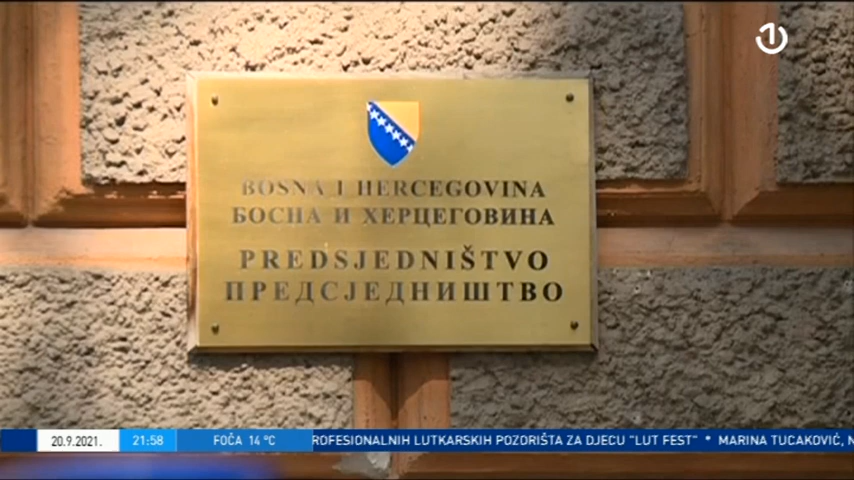 BOSNA I HERCEGOVINA
БОСНА И ХЕРЦЕГОВИНА
PREDSJEDNIŠTVO
ПРЕДСЈЕДНИШТВО
20.9.2021. 21:58 FOČA 14 °C ROFESIONALNIH LUTKARSKIH POZORIŠTA ZA DJECU "LUT FEST" * MARINA TUCAKOVIĆ, N